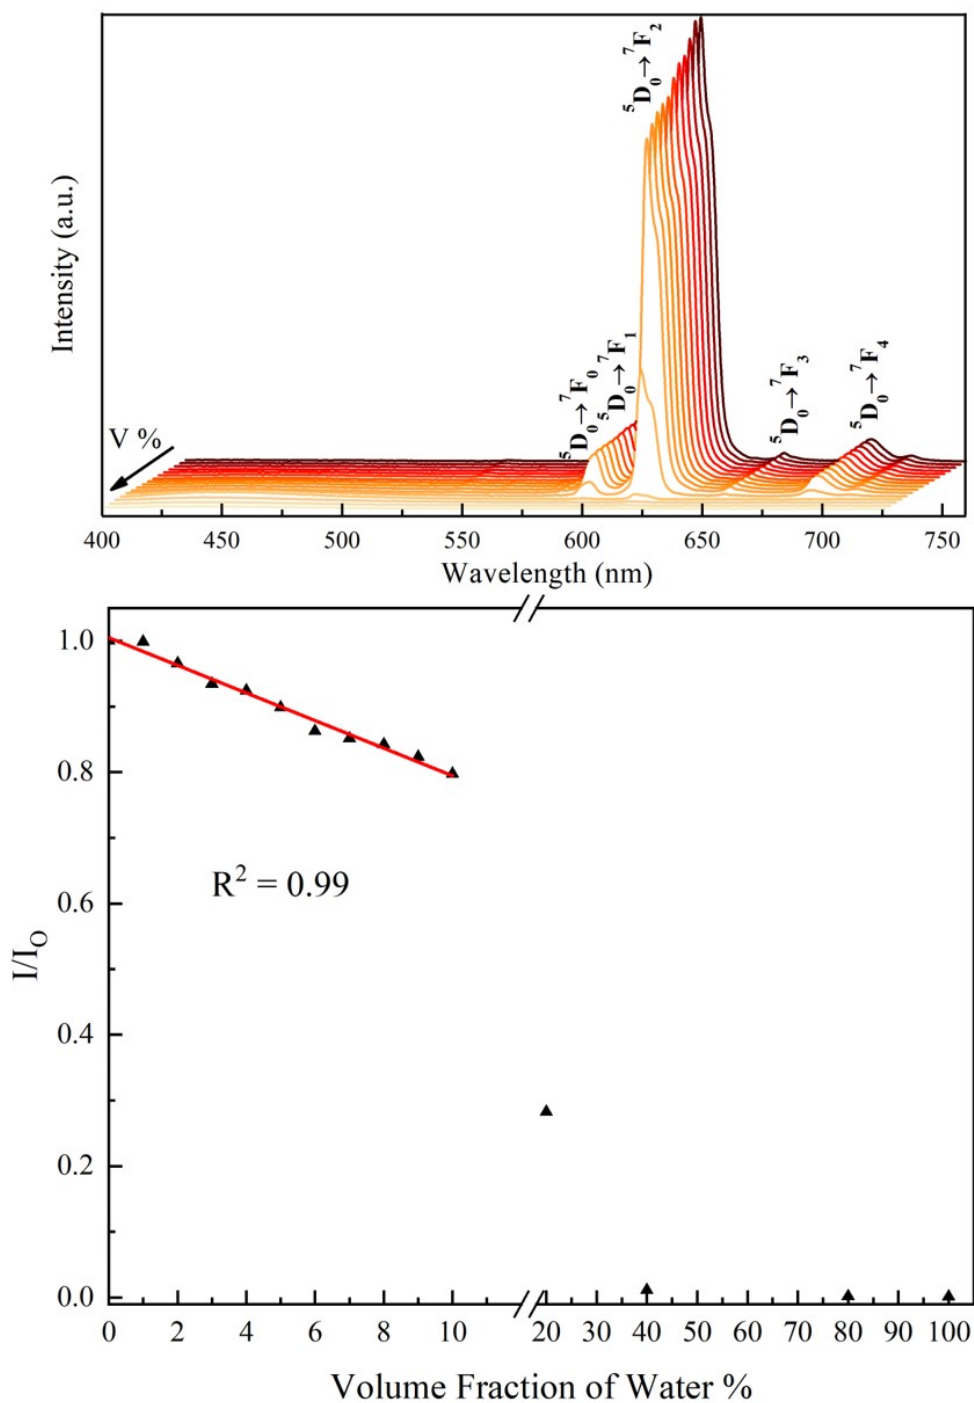 ⁵D₀→⁷F₂
Intensity (a.u.)
⁵D₀→⁷F₀
⁵D₀→⁷F₁
⁵D₀→⁷F₃
⁵D₀→⁷F₄
V %
400 450 500 550 600 650 700 750
Wavelength (nm)
1.0
0.8
R² = 0.99
0.6
I/I_O
0.4
0.2
0.0
0 2 4 6 8 10 20 30 40 50 60 70 80 90 100
Volume Fraction of Water %